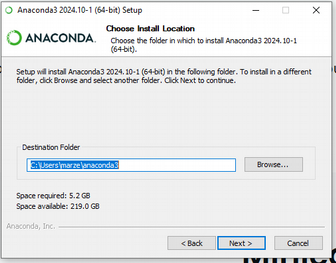 Anaconda3 2024.10-1 (64-bit) Setup
ANACONDA.
Choose Install Location
Choose the folder in which to install Anaconda3 2024.10-1
(64-bit).
Setup will install Anaconda3 2024.10-1 (64-bit) in the following folder. To install in a different
folder, click Browse and select another folder. Click Next to continue.
Destination Folder
C:\Users\marze\anaconda3
Browse...
Space required: 5.2 GB
Space available: 219.0 GB
Anaconda, Inc.
< Back
Next >
Cancel